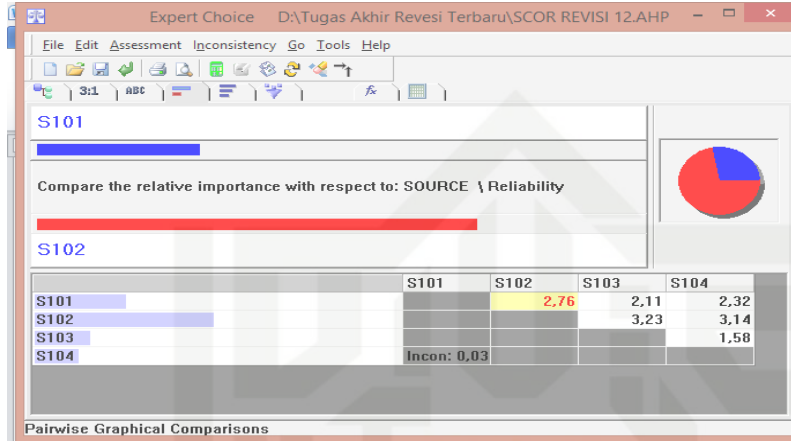 Expert Choice D:\Tugas Akhir Revesi Terbaru\SCOR REVISI 12.AHP
File Edit Assessment Inconsistency Go Tools Help
3:1 ABC fx
S101
Compare the relative importance with respect to: SOURCE \ Reliability
S102
S101 S102 S103 S104
S101 2,76 2,11 2,32
S102 3,23 3,14
S103 1,58
S104 Incon: 0,03
Pairwise Graphical Comparisons